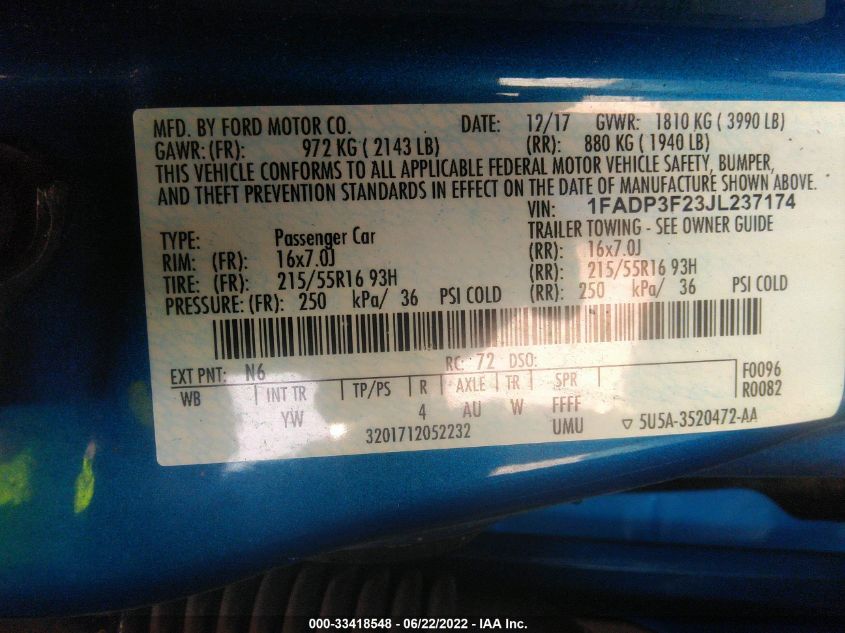 MFD. BY FORD MOTOR CO. DATE: 12/17 GVWR: 1810 KG ( 3990 LB)
GAWR: (FR): 972 KG ( 2143 LB) (RR): 880 KG ( 1940 LB)
THIS VEHICLE CONFORMS TO ALL APPLICABLE FEDERAL MOTOR VEHICLE SAFETY, BUMPER,
AND THEFT PREVENTION STANDARDS IN EFFECT ON THE DATE OF MANUFACTURE SHOWN ABOVE.
VIN: 1FADP3F23JL237174
TYPE: Passenger Car TRAILER TOWING - SEE OWNER GUIDE
RIM: (FR): 16x7.0J (RR): 16x7.0J
TIRE: (FR): 215/55R16 93H (RR): 215/55R16 93H
PRESSURE: (FR): 250 kPa/ 36 PSI COLD (RR): 250 kPa/ 36 PSI COLD
EXT PNT: N6 RC: 72 DSO: F0096
WB INT TR TP/PS R AXLE TR SPR R0082
YW 4 AU W FFFF
3201712052232 UMU ▽ 5U5A-3520472-AA
000-33418548 - 06/22/2022 - IAA Inc.